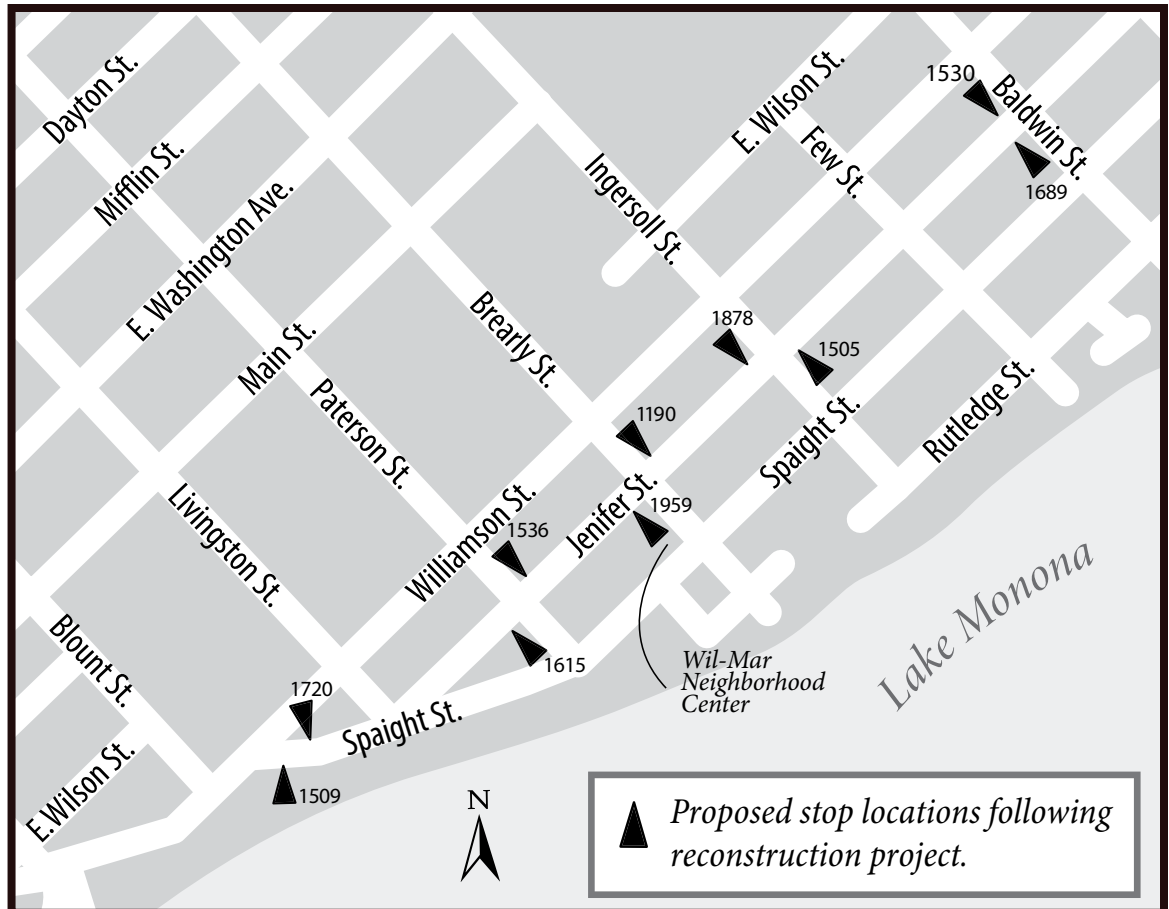 Dayton St.
Mifflin St.
E. Washington Ave.
Main St.
E. Wilson St.
Few St.
1530
Baldwin St.
1689
Ingersoll St.
Brearly St.
Paterson St.
1878
1505
1190
Spaight St.
Rutledge St.
Livingston St.
Williamson St.
1536
Jenifer St.
1959
Blount St.
1615
Wil-Mar
Neighborhood
Center
Lake Monona
1720
Spaight St.
E.Wilson St.
1509
N
Proposed stop locations following
reconstruction project.